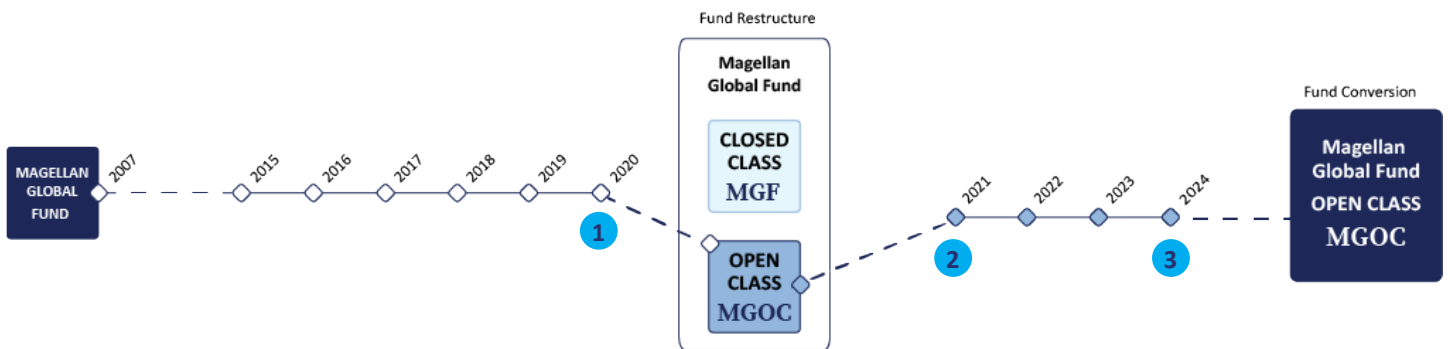 MAGELLAN
GLOBAL
FUND
2007
2015
2016
2017
2018
2019
2020
1
Fund Restructure
Magellan
Global Fund
CLOSED
CLASS
MGF
OPEN
CLASS
MGOC
2021
2022
2023
2024
2
3
Fund Conversion
Magellan
Global Fund
OPEN CLASS
MGOC